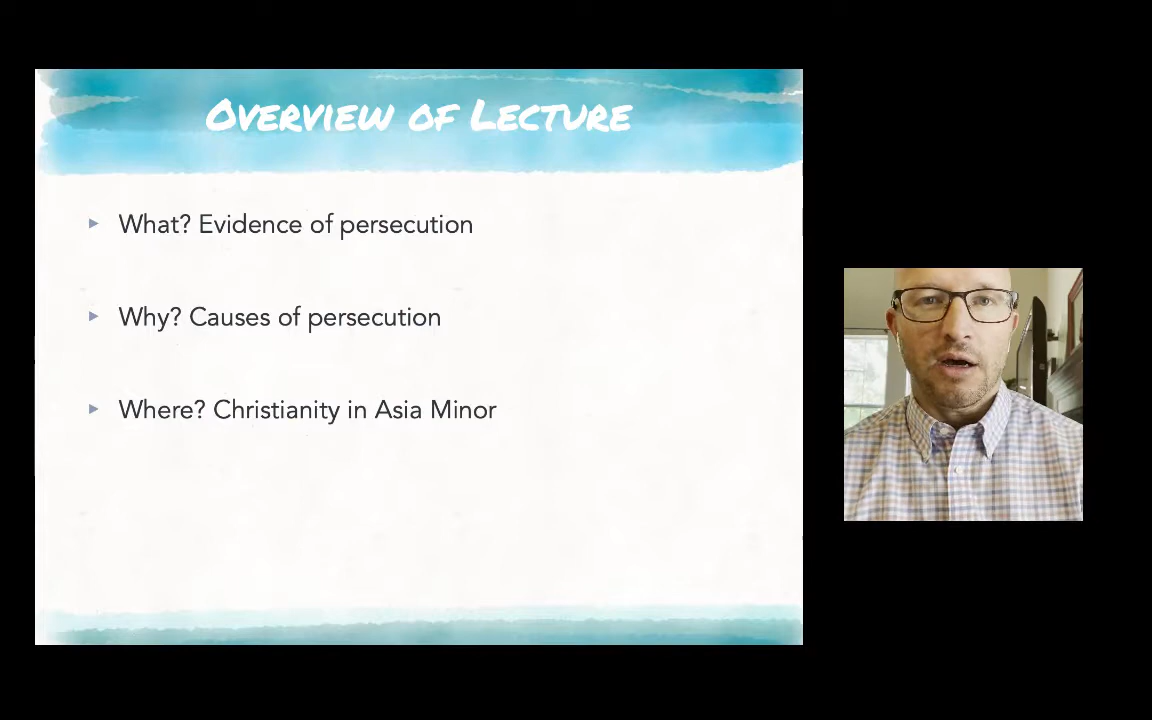 Overview of Lecture
What? Evidence of persecution
Why? Causes of persecution
Where? Christianity in Asia Minor